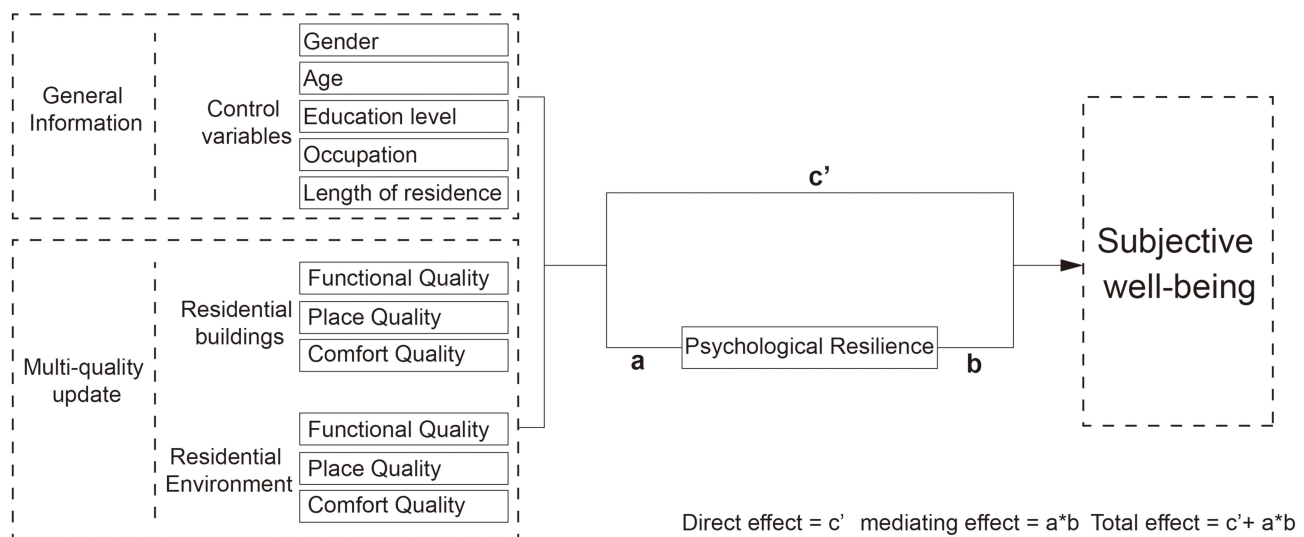 General
Information
Control
variables
Gender
Age
Education level
Occupation
Length of residence
Multi-quality
update
Residential
buildings
Functional Quality
Place Quality
Comfort Quality
Residential
Environment
Functional Quality
Place Quality
Comfort Quality
c’
a
Psychological Resilience
b
Subjective
well-being
Direct effect = c’ mediating effect = a*b Total effect = c’+ a*b